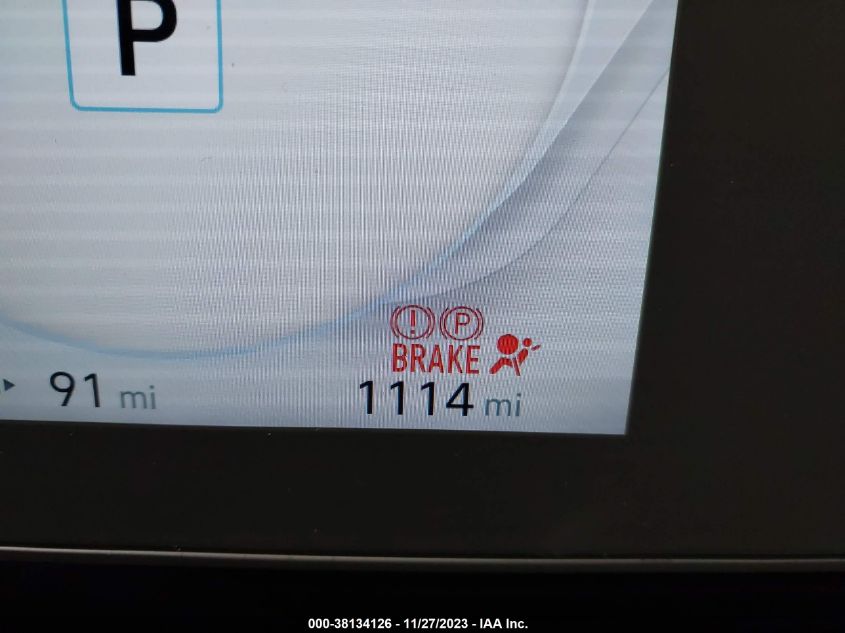 P
(!) (P)
BRAKE
91 mi
1114 mi
000-38134126 - 11/27/2023 - IAA Inc.